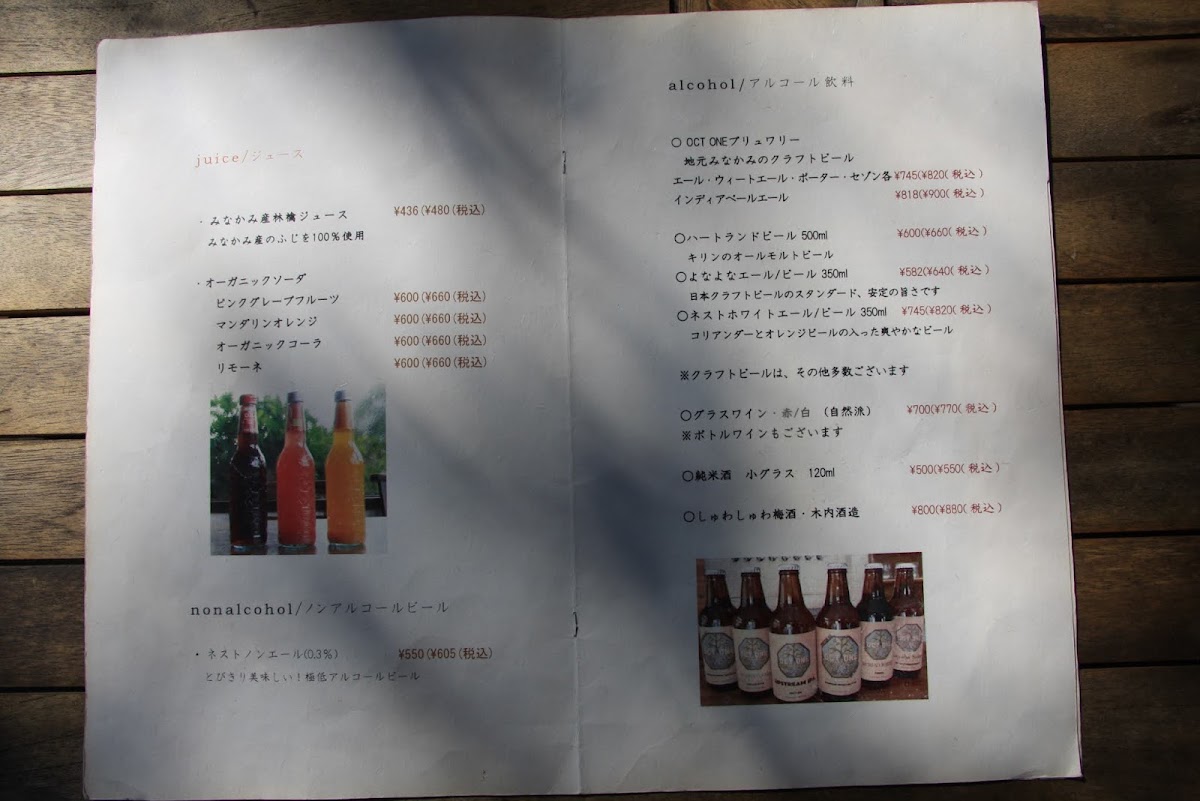 juice/ジュース
・みなかみ産林檎ジュース ¥436(¥480(税込)
みなかみ産のふじを100%使用
・オーガニックソーダ
ピンクグレープフルーツ ¥600(¥660(税込)
マンダリンオレンジ ¥600(¥660(税込)
オーガニックコーラ ¥600(¥660(税込)
リモーネ ¥600(¥660(税込)
nonalcohol/ノンアルコールビール
・ネストノンエール(0.3%) ¥550(¥605(税込)
とびきり美味しい！極低アルコールビール
alcohol/アルコール飲料
○ OCT ONEブリュワリー
地元みなかみのクラフトビール
エール・ウィートエール・ポーター・セゾン各¥745(¥820(税込)
インディアペールエール ¥818(¥900(税込)
○ハートランドビール 500ml ¥600(¥660(税込)
キリンのオールモルトビール
○よなよなエール/ビール 350ml ¥582(¥640(税込)
日本クラフトビールのスタンダード、安定の旨さです
○ネストホワイトエール/ビール 350ml ¥745(¥820(税込)
コリアンダーとオレンジピールの入った爽やかなビール
※クラフトビールは、その他多数ございます
○グラスワイン・赤/白 （自然派） ¥700(¥770(税込)
※ボトルワインもございます
○純米酒 小グラス 120ml ¥500(¥550(税込)
○しゅわしゅわ梅酒・木内酒造 ¥800(¥880(税込)